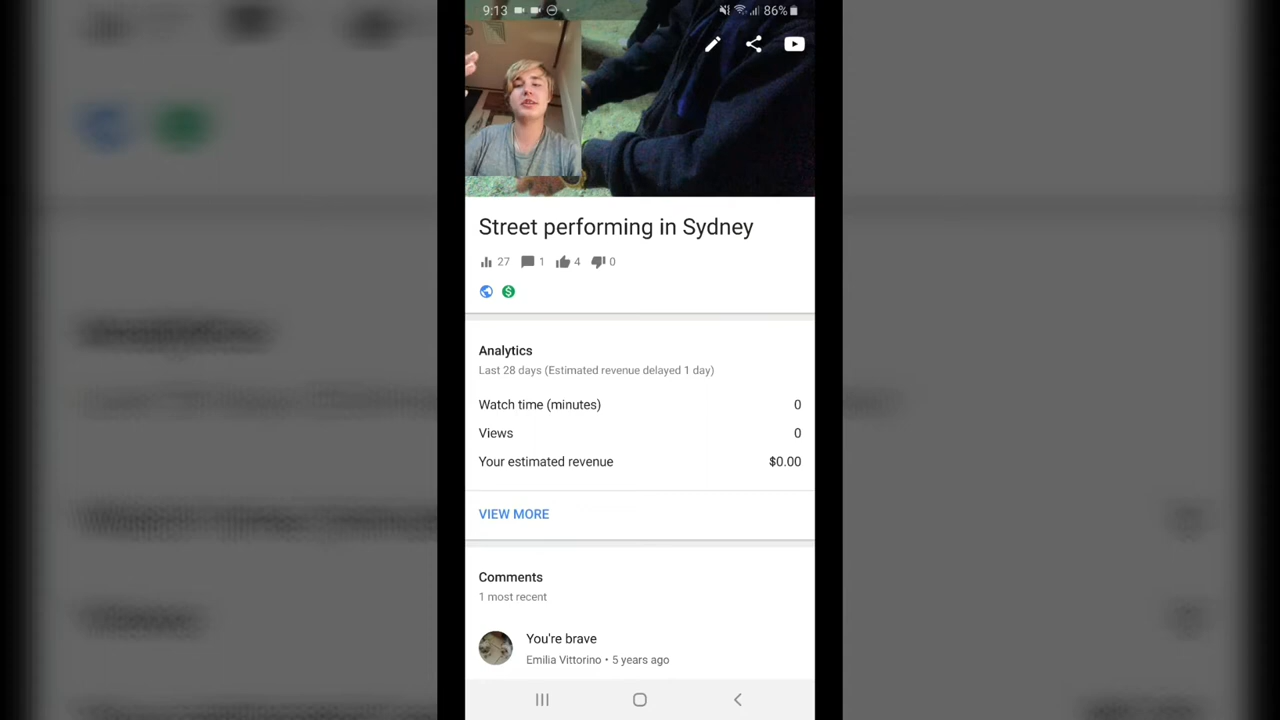 9:13 86%
Street performing in Sydney
27 1 4 0
Analytics
Last 28 days (Estimated revenue delayed 1 day)
Watch time (minutes) 0
Views 0
Your estimated revenue $0.00
VIEW MORE
Comments
1 most recent
You're brave
Emilia Vittorino • 5 years ago